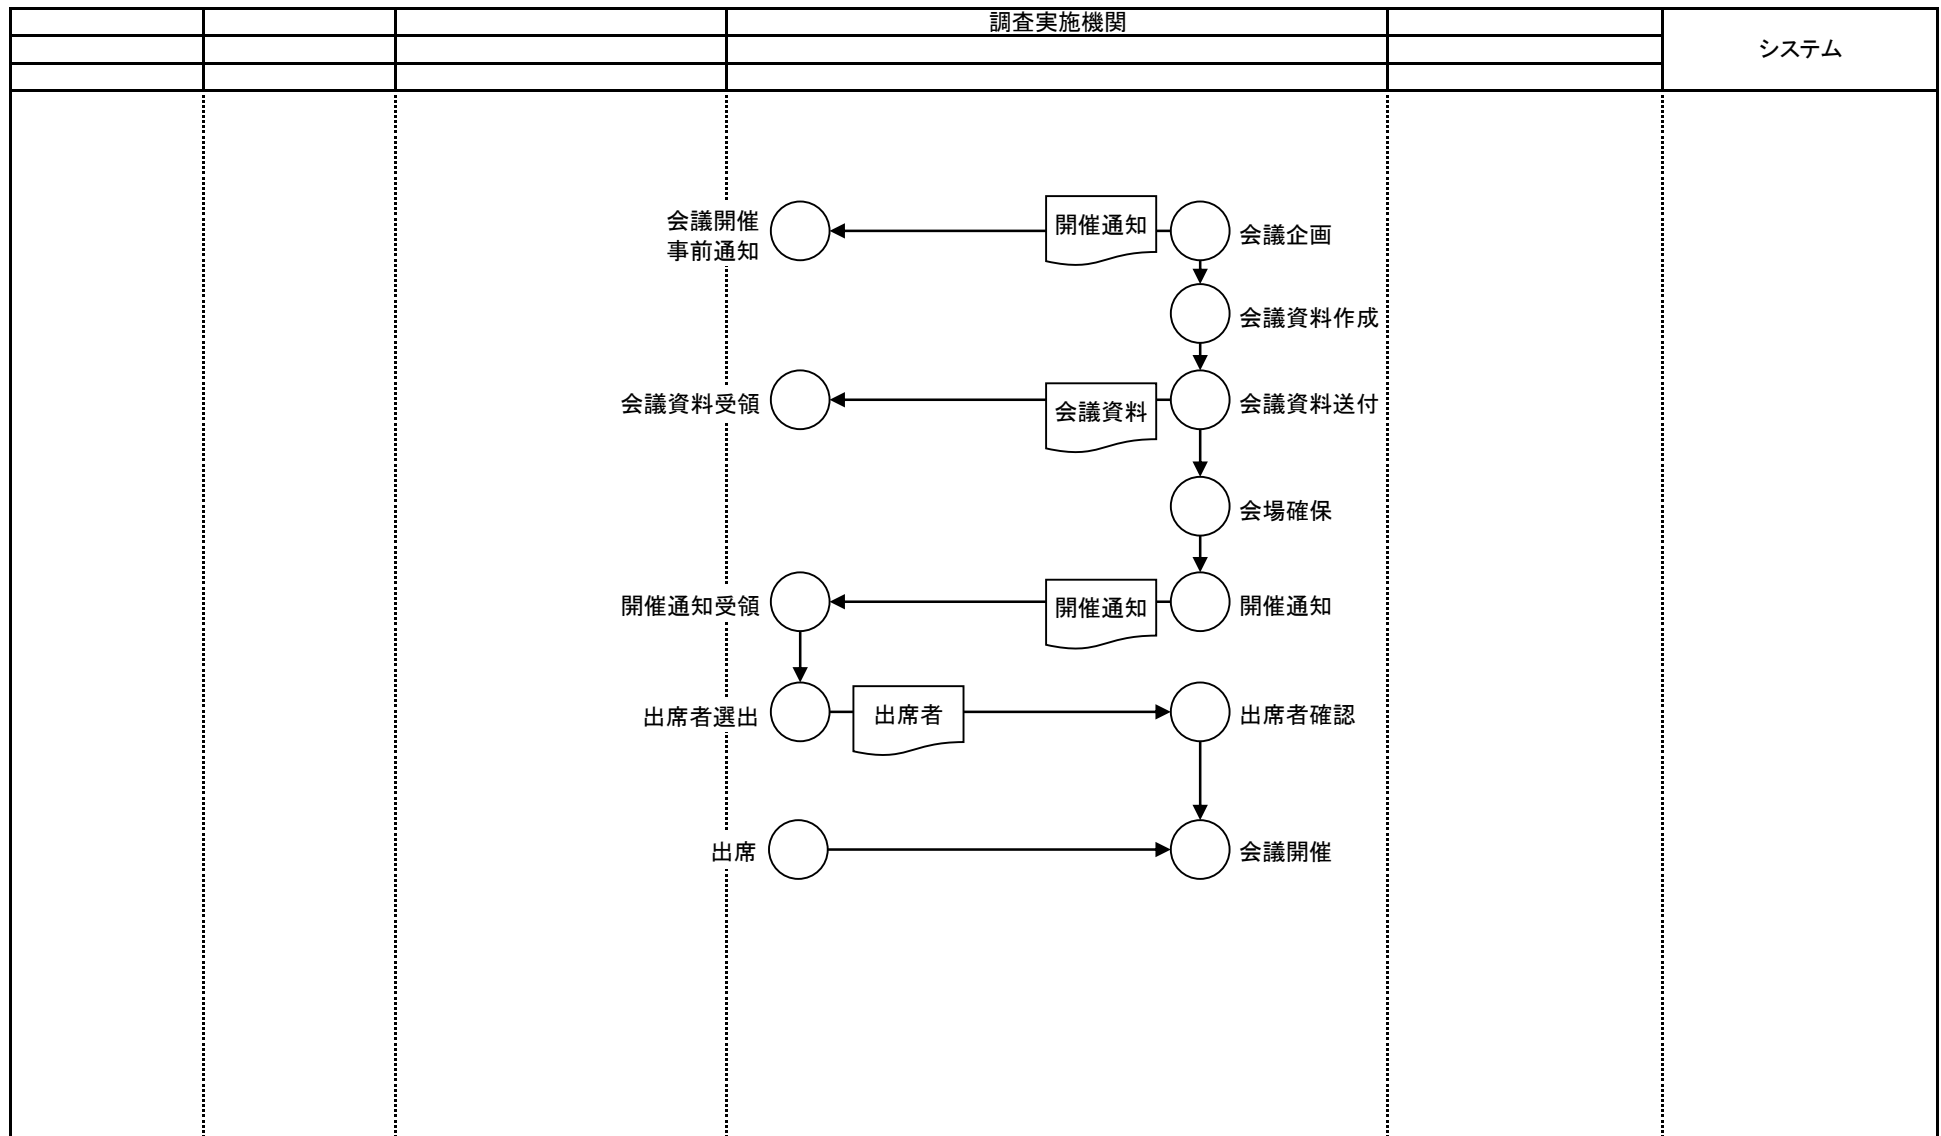 調査実施機関
システム
会議開催
事前通知
開催通知
会議企画
会議資料作成
会議資料受領
会議資料
会議資料送付
会場確保
開催通知受領
開催通知
開催通知
出席者選出
出席者
出席者確認
出席
会議開催